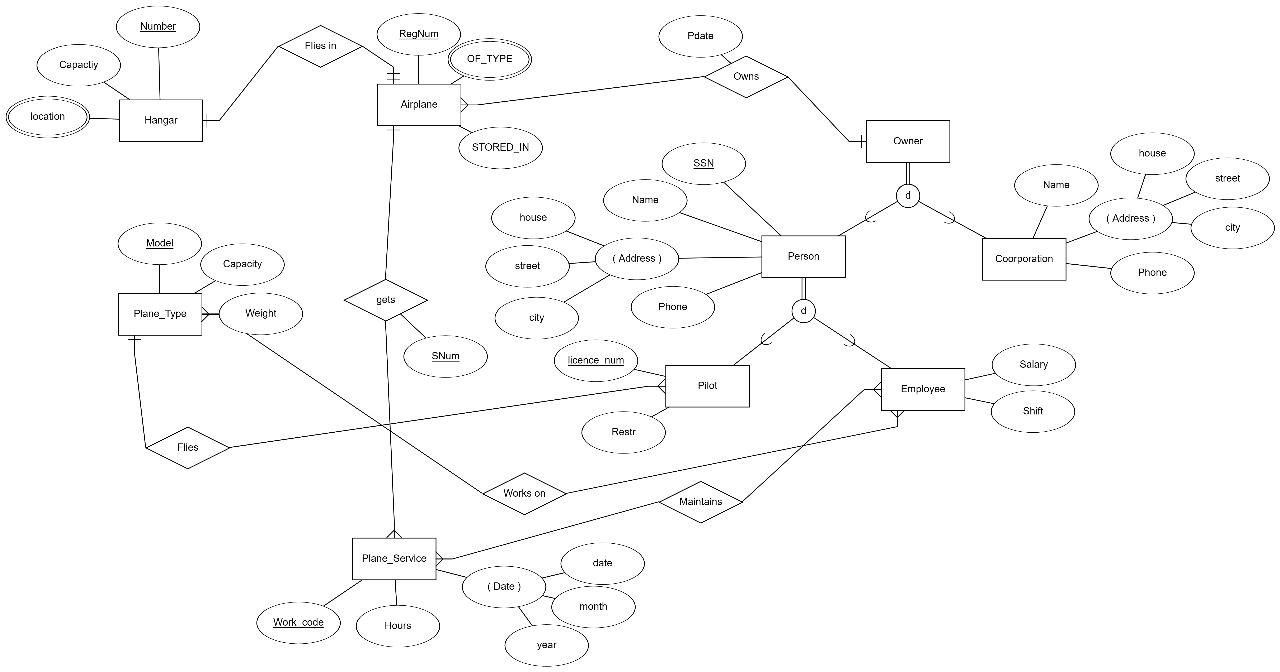 Number
Flies in
RegNum
Pdate
Capactiy
OF_TYPE
Owns
location
Hangar
Airplane
STORED_IN
Owner
SSN
house
Name
street
Name
house
( Address )
city
street
( Address )
Person
Coorporation
Phone
city
Phone
Model
Capacity
Plane_Type
Weight
gets
SNum
d
d
licence_num
Pilot
Restr
Employee
Salary
Shift
Flies
Works on
Maintains
Plane_Service
( Date )
date
month
year
Work_code
Hours